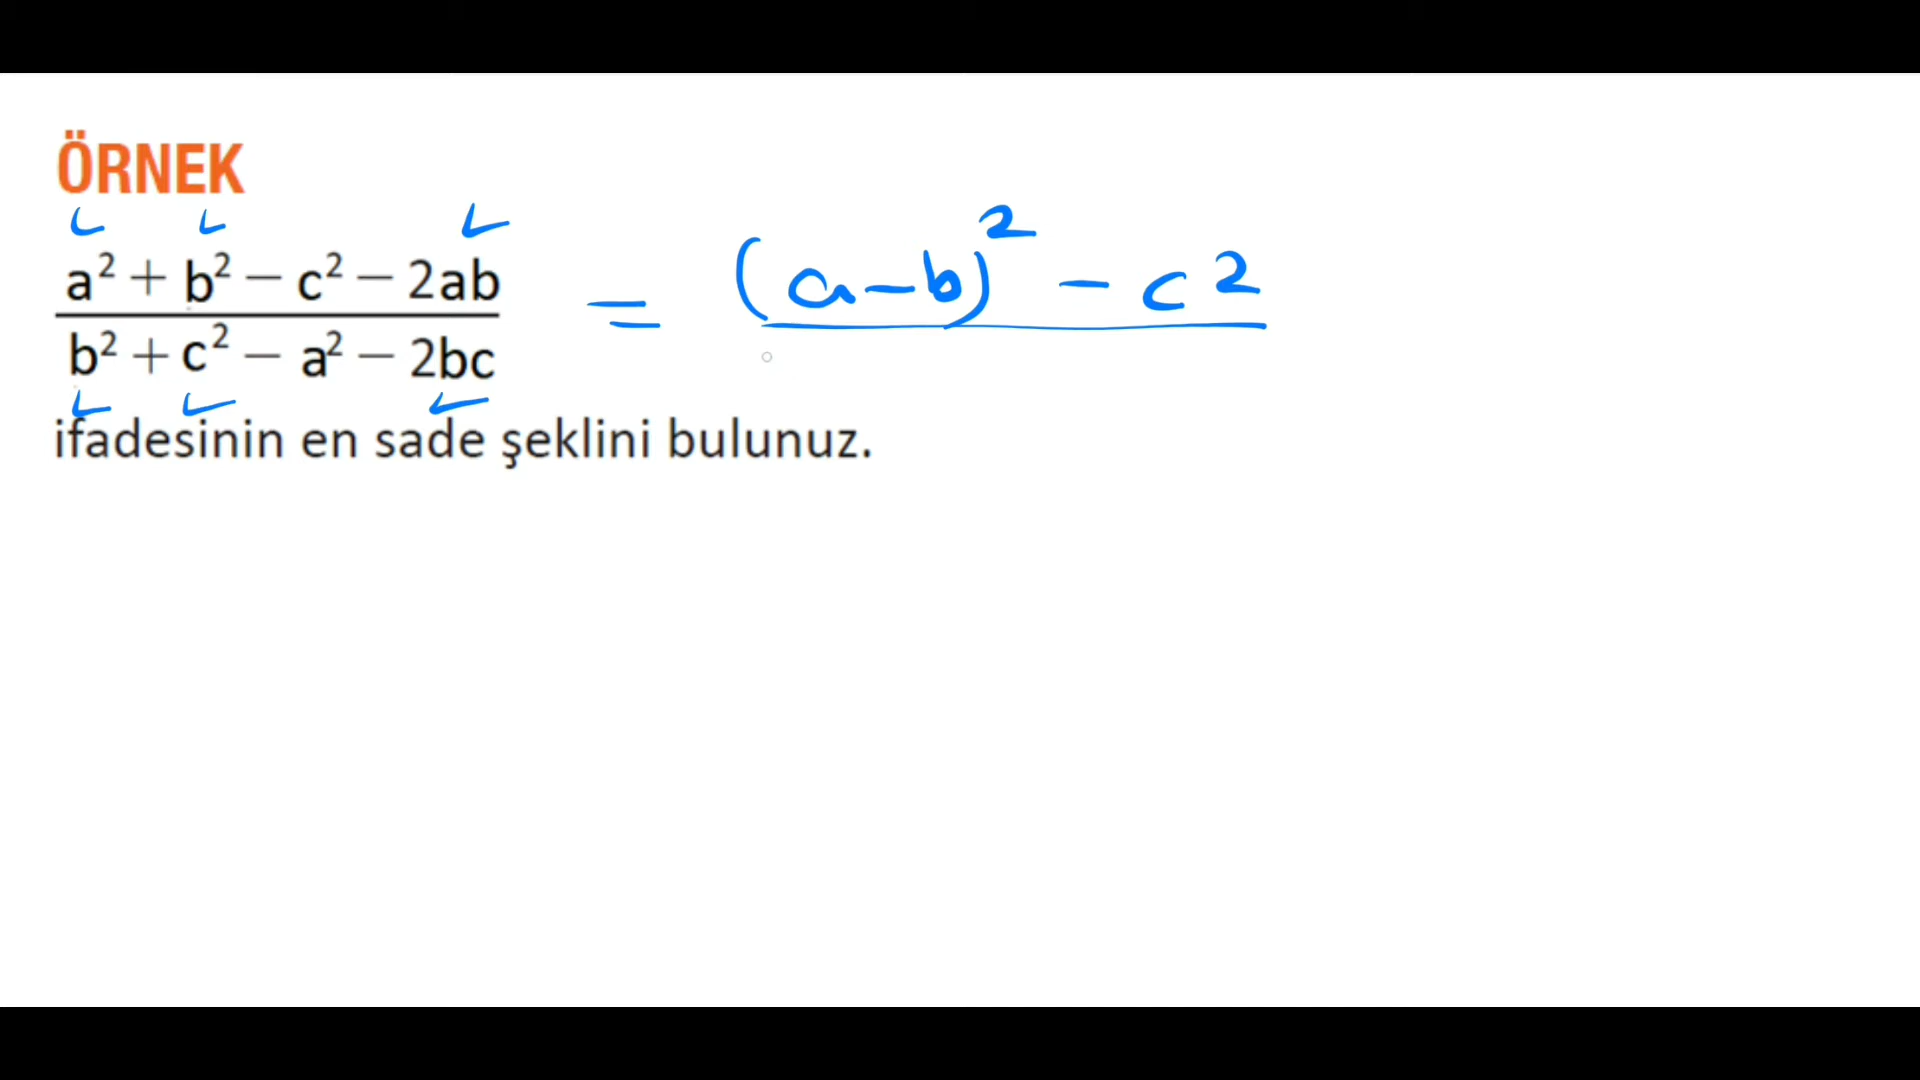 ÖRNEK
a² + b² − c² − 2ab = (a-b)² - c²
b² + c² − a² − 2bc
ifadesinin en sade şeklini bulunuz.